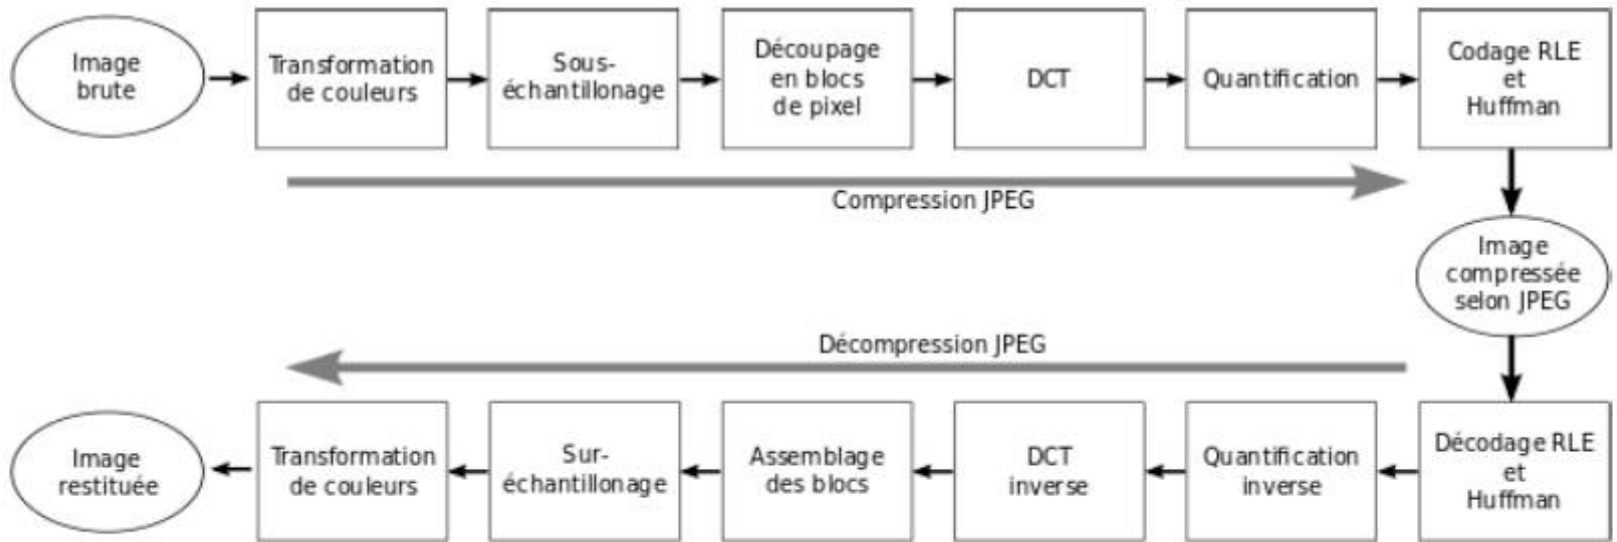 Image
brute
Transformation
de couleurs
Sous-
échantillonage
Découpage
en blocs
de pixel
DCT
Quantification
Codage RLE
et
Huffman
Compression JPEG
Image
compressée
selon JPEG
Décompression JPEG
Image
restituée
Transformation
de couleurs
Sur-
échantillonage
Assemblage
des blocs
DCT
inverse
Quantification
inverse
Décodage RLE
et
Huffman